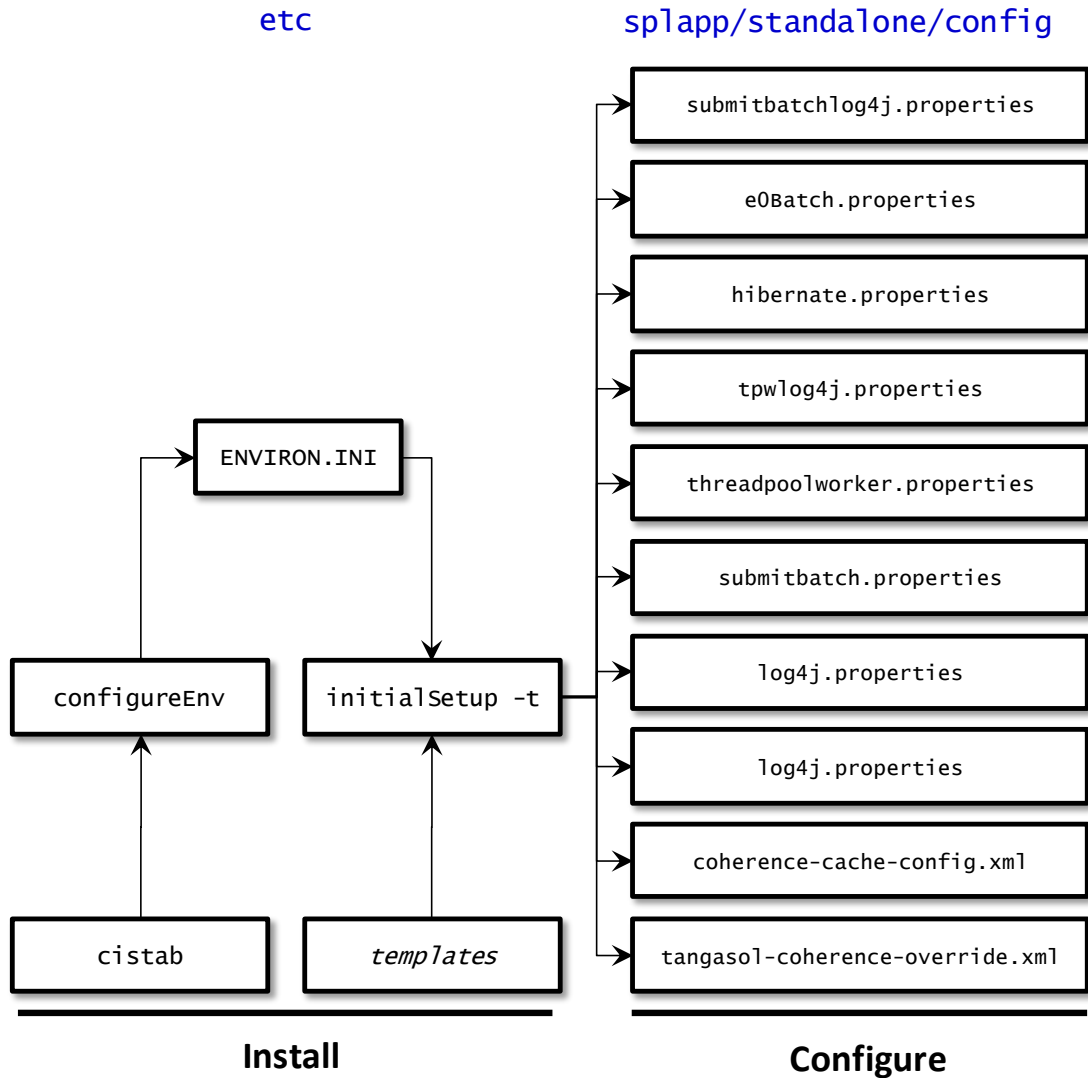 etc
splapp/standalone/config
submitbatchlog4j.properties
e0Batch.properties
hibernate.properties
tpwlog4j.properties
ENVIRON.INI
threadpoolworker.properties
submitbatch.properties
configureEnv
initialSetup -t
log4j.properties
log4j.properties
coherence-cache-config.xml
cistab
templates
tangasol-coherence-override.xml
Install
Configure